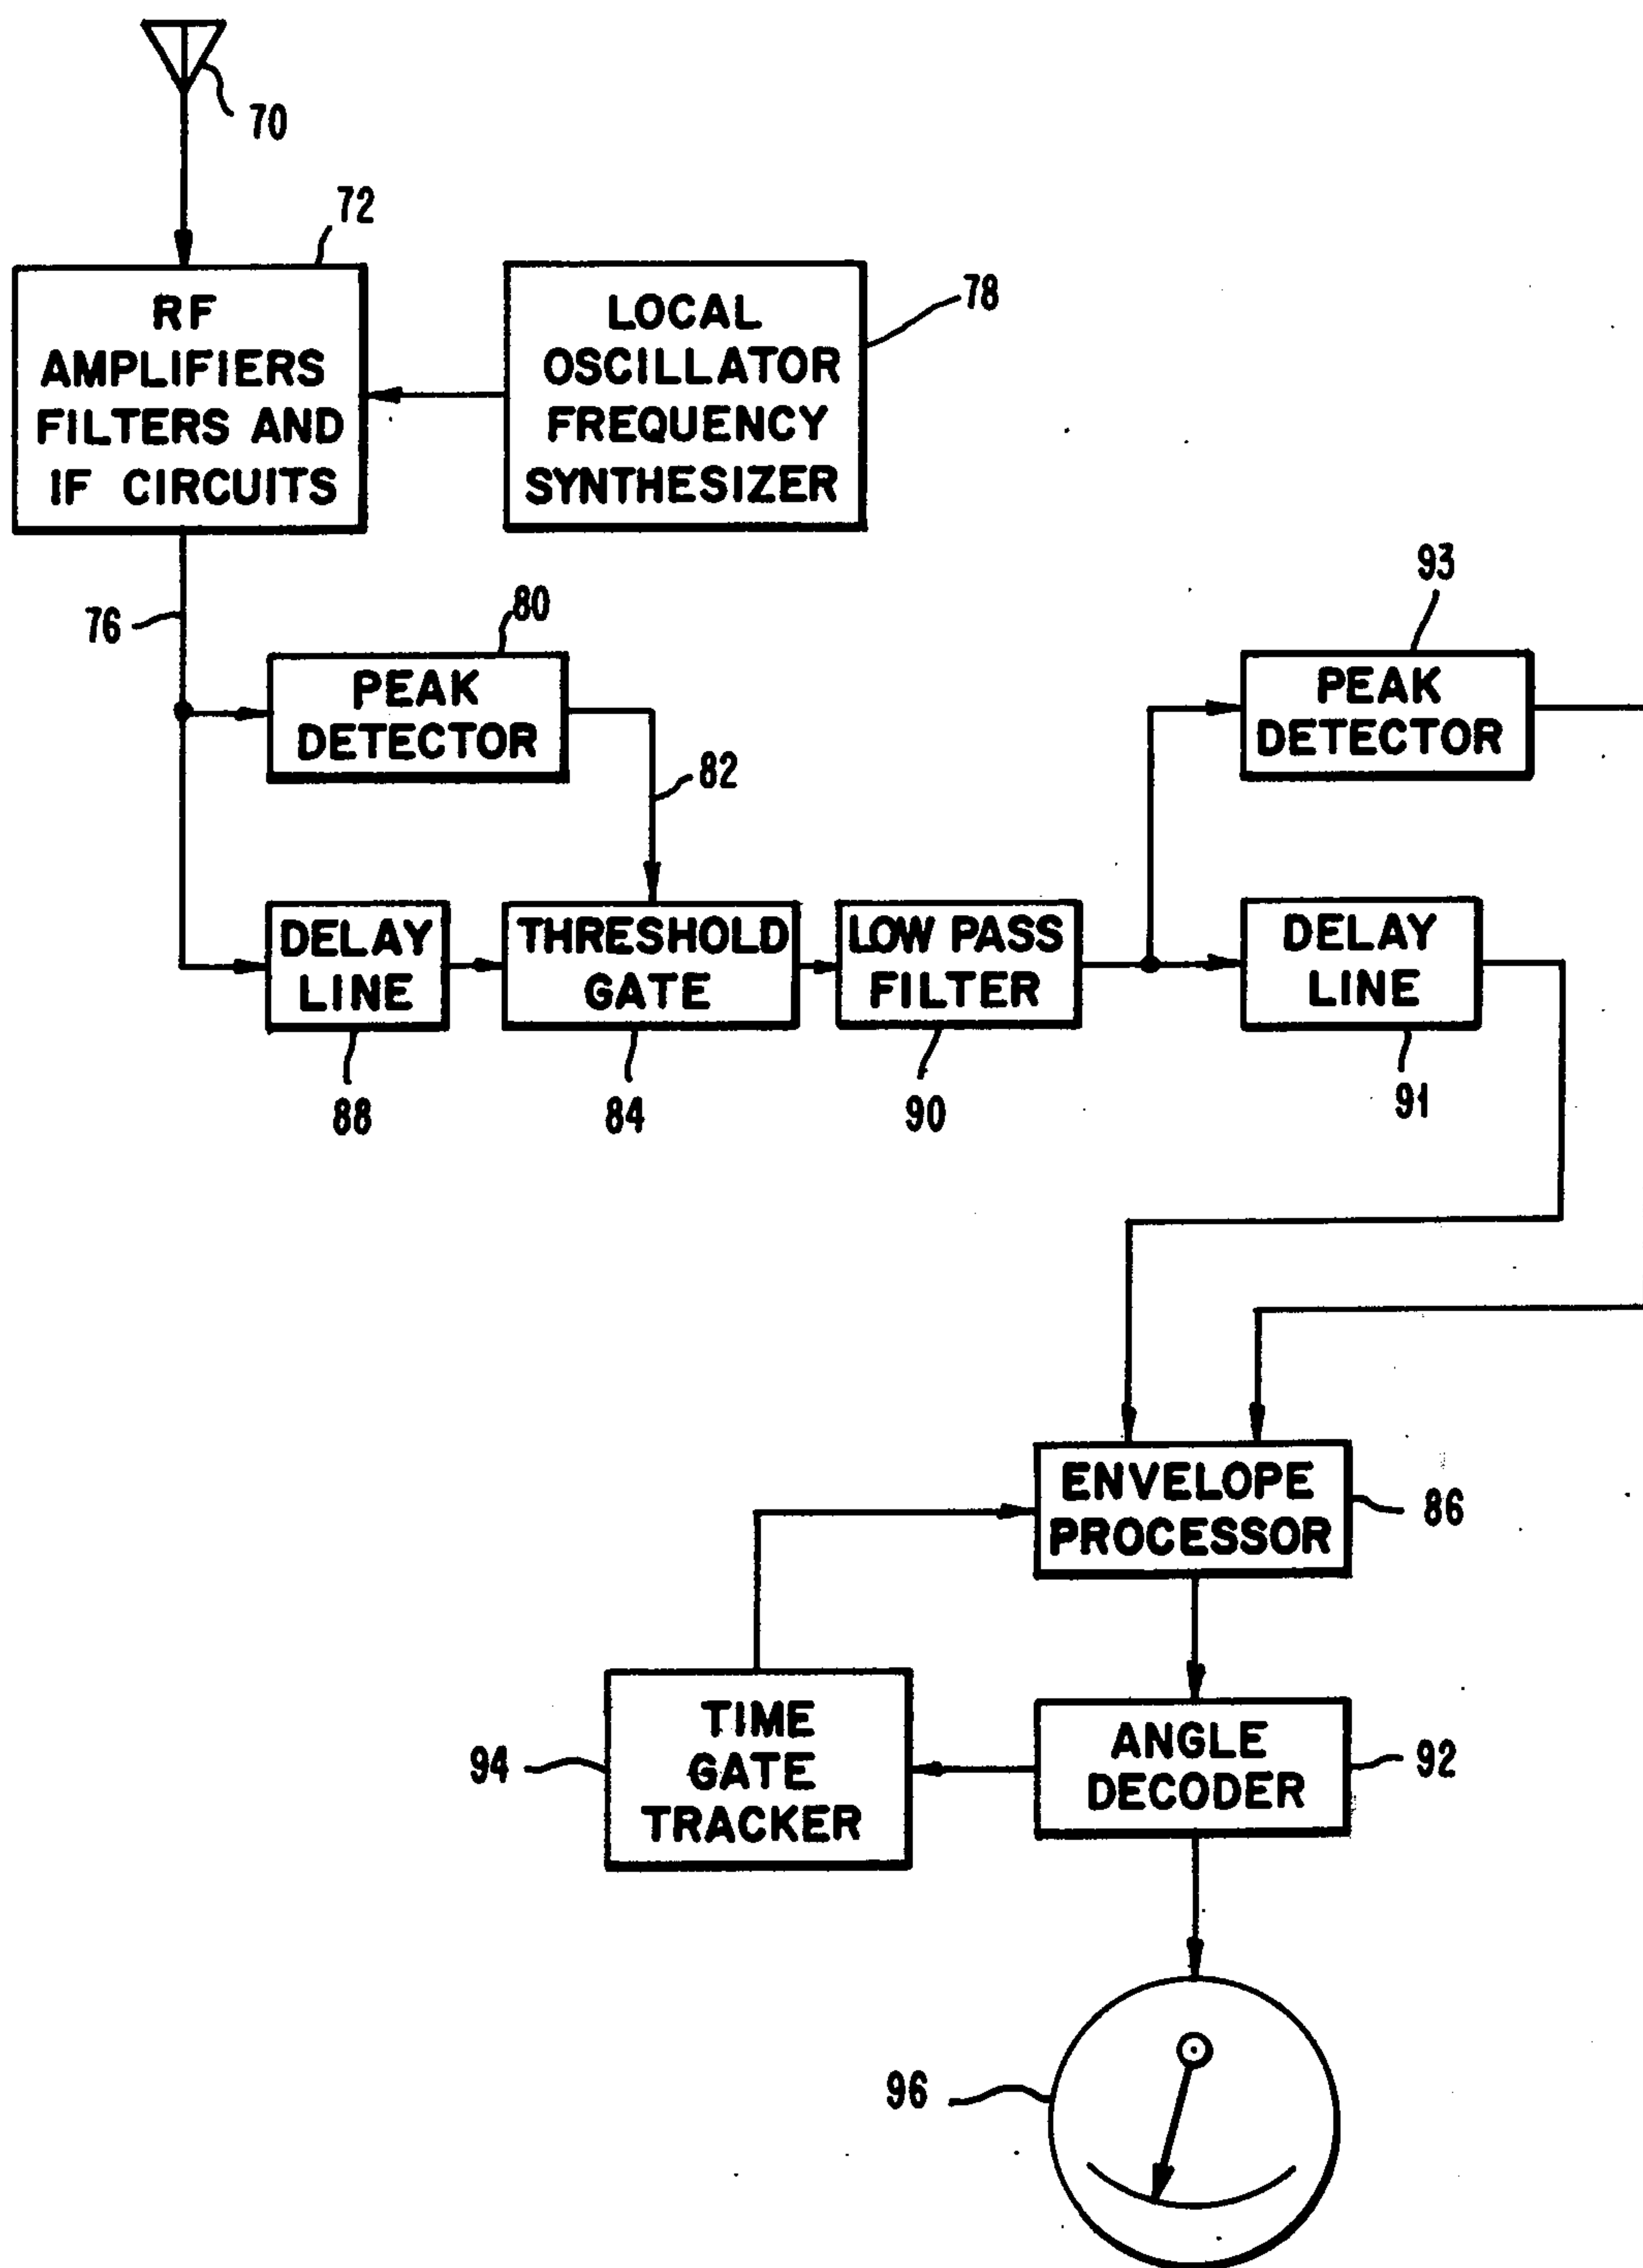 70
72
RF
AMPLIFIERS
FILTERS AND
IF CIRCUITS
LOCAL
OSCILLATOR
FREQUENCY
SYNTHESIZER
78
76
80
PEAK
DETECTOR
82
93
PEAK
DETECTOR
DELAY
LINE
88
THRESHOLD
GATE
84
LOW PASS
FILTER
90
DELAY
LINE
91
ENVELOPE
PROCESSOR
86
TIME
GATE
TRACKER
94
ANGLE
DECODER
92
96